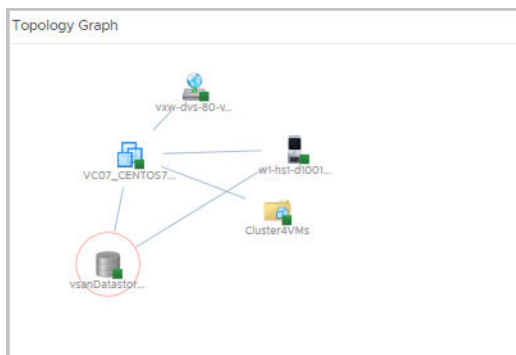 Topology Graph
vxw-dvs-80-v...
VC07_CENTOS7...
w1-hs1-d1001...
Cluster4VMs
vsanDatastor...